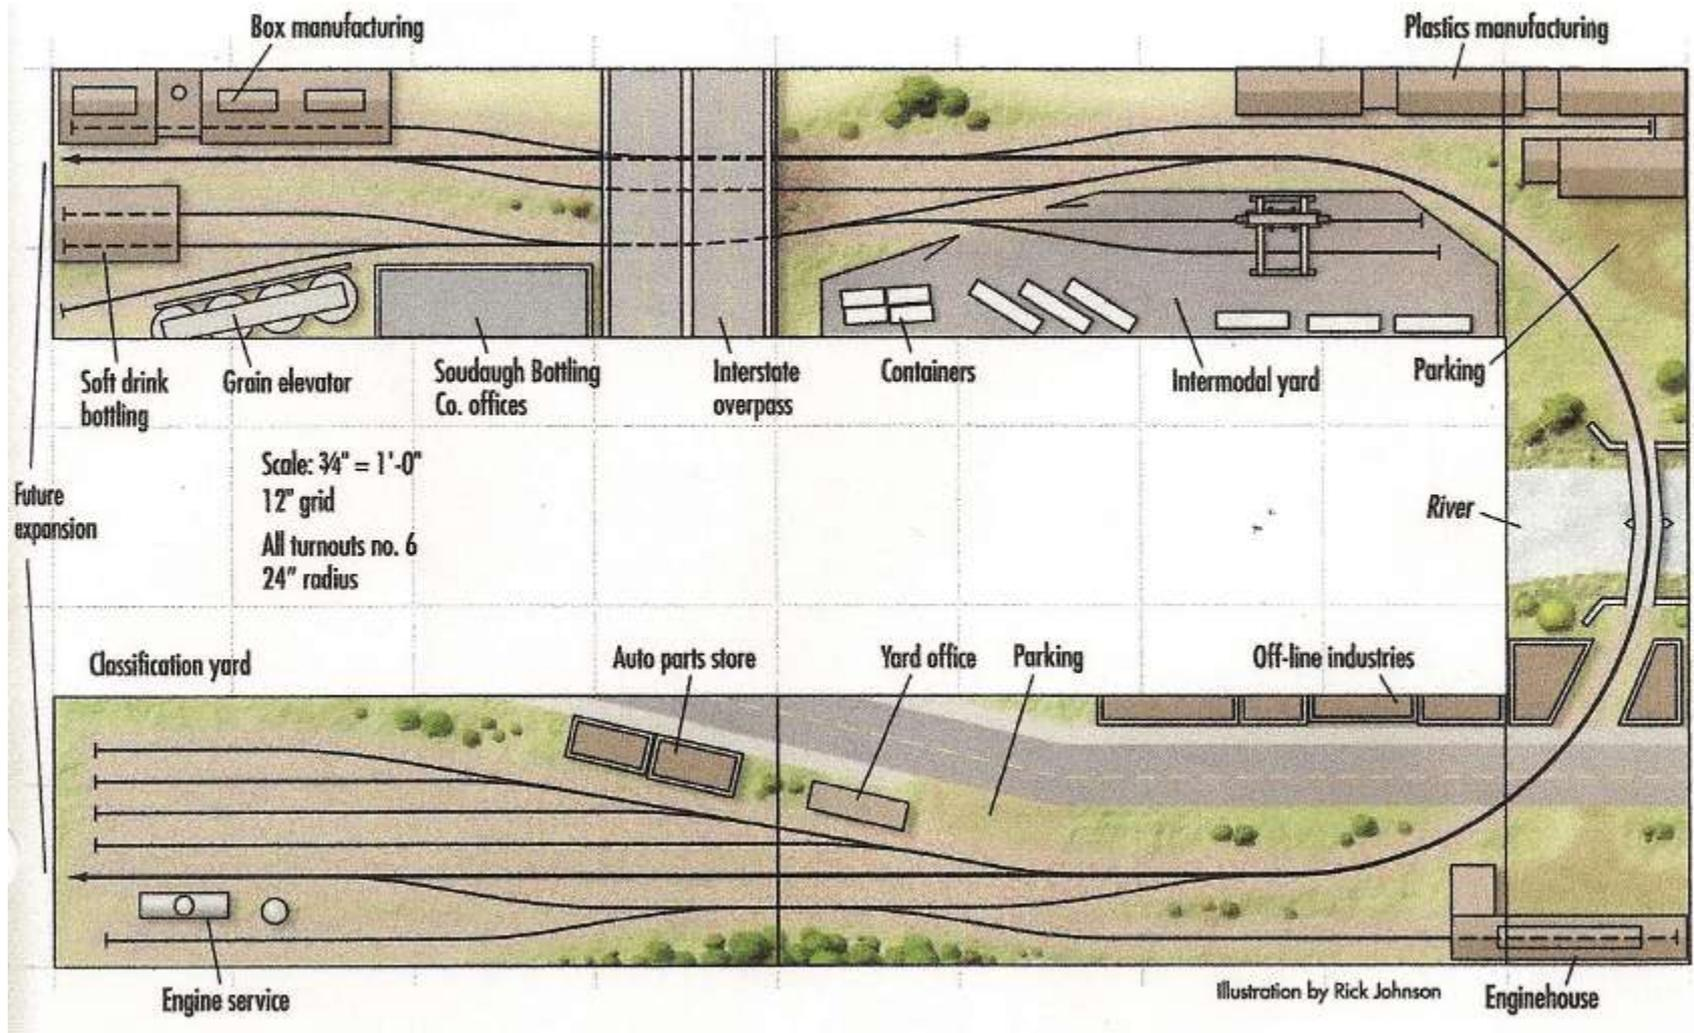 Box manufacturing
Plastics manufacturing
Soft drink
bottling
Grain elevator
Soudaugh Bottling
Co. offices
Interstate
overpass
Containers
Intermodal yard
Parking
Scale: ¾" = 1'-0"
12" grid
All turnouts no. 6
24" radius
Future
expansion
River
Classification yard
Auto parts store
Yard office
Parking
Off-line industries
Engine service
Illustration by Rick Johnson
Enginehouse